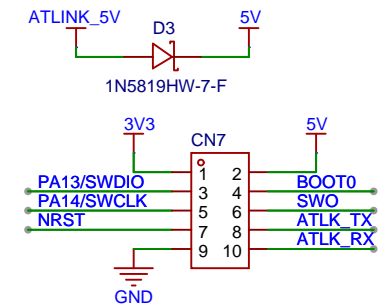 ATLINK_5V
D3
5V
1N5819HW-7-F
3V3
CN7
5V
1 2
PA13/SWDIO 3 4 BOOT0
PA14/SWCLK 5 6 SWO
NRST 7 8 ATLK_TX
9 10 ATLK_RX
GND